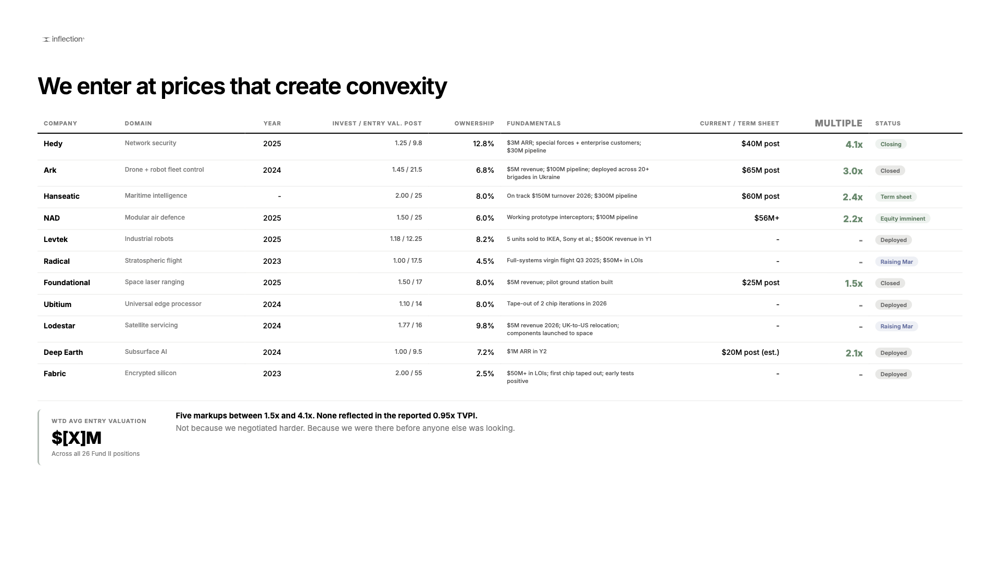 inflection
We enter at prices that create convexity
COMPANY DOMAIN YEAR INVEST / ENTRY VAL. POST OWNERSHIP FUNDAMENTALS CURRENT / TERM SHEET MULTIPLE STATUS
Hedy Network security 2025 1.25 / 9.8 12.8% $3M ARR; special forces + enterprise customers; $40M post 4.1x Closing
$30M pipeline
Ark Drone + robot fleet control 2024 1.45 / 21.5 6.8% $5M revenue; $100M pipeline; deployed across 20+ $65M post 3.0x Closed
brigades in Ukraine
Hanseatic Maritime intelligence - 2.00 / 25 8.0% On track $150M turnover 2026; $300M pipeline $60M post 2.4x Term sheet
NAD Modular air defence 2025 1.50 / 25 6.0% Working prototype interceptors; $100M pipeline $56M+ 2.2x Equity imminent
Levtek Industrial robots 2025 1.18 / 12.25 8.2% 5 units sold to IKEA, Sony et al.; $500K revenue in Y1 - - Deployed
Radical Stratospheric flight 2023 1.00 / 17.5 4.5% Full-systems virgin flight Q3 2025; $50M+ in LOIs - - Raising Mar
Foundational Space laser ranging 2025 1.50 / 17 8.0% $5M revenue; pilot ground station built $25M post 1.5x Closed
Ubitium Universal edge processor 2024 1.10 / 14 8.0% Tape-out of 2 chip iterations in 2026 - - Deployed
Lodestar Satellite servicing 2024 1.77 / 16 9.8% $5M revenue 2026; UK-to-US relocation; - - Raising Mar
components launched to space
Deep Earth Subsurface AI 2024 1.00 / 9.5 7.2% $1M ARR in Y2 $20M post (est.) 2.1x Deployed
Fabric Encrypted silicon 2023 2.00 / 55 2.5% $50M+ in LOIs; first chip taped out; early tests - - Deployed
positive
WTD AVG ENTRY VALUATION
$[X]M
Across all 26 Fund II positions
Five markups between 1.5x and 4.1x. None reflected in the reported 0.95x TVPI.
Not because we negotiated harder. Because we were there before anyone else was looking.